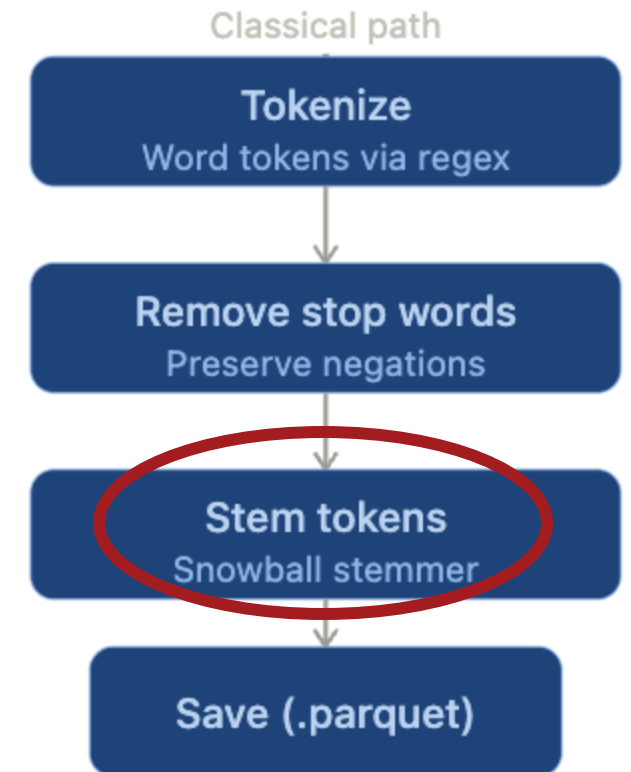 Classical path
Tokenize
Word tokens via regex
Remove stop words
Preserve negations
Stem tokens
Snowball stemmer
Save (.parquet)